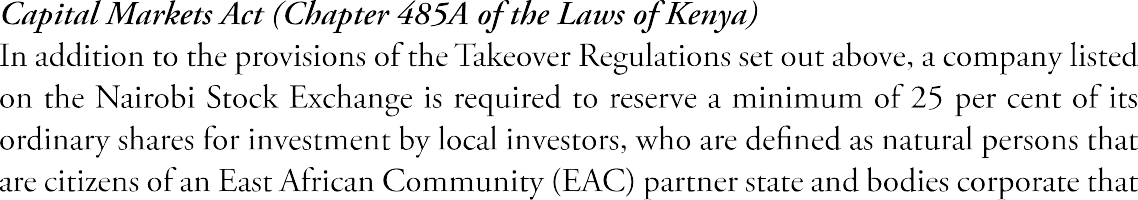 Capital Markets Act (Chapter 485A of the Laws of Kenya)
In addition to the provisions of the Takeover Regulations set out above, a company listed
on the Nairobi Stock Exchange is required to reserve a minimum of 25 per cent of its
ordinary shares for investment by local investors, who are defined as natural persons that
are citizens of an East African Community (EAC) partner state and bodies corporate that